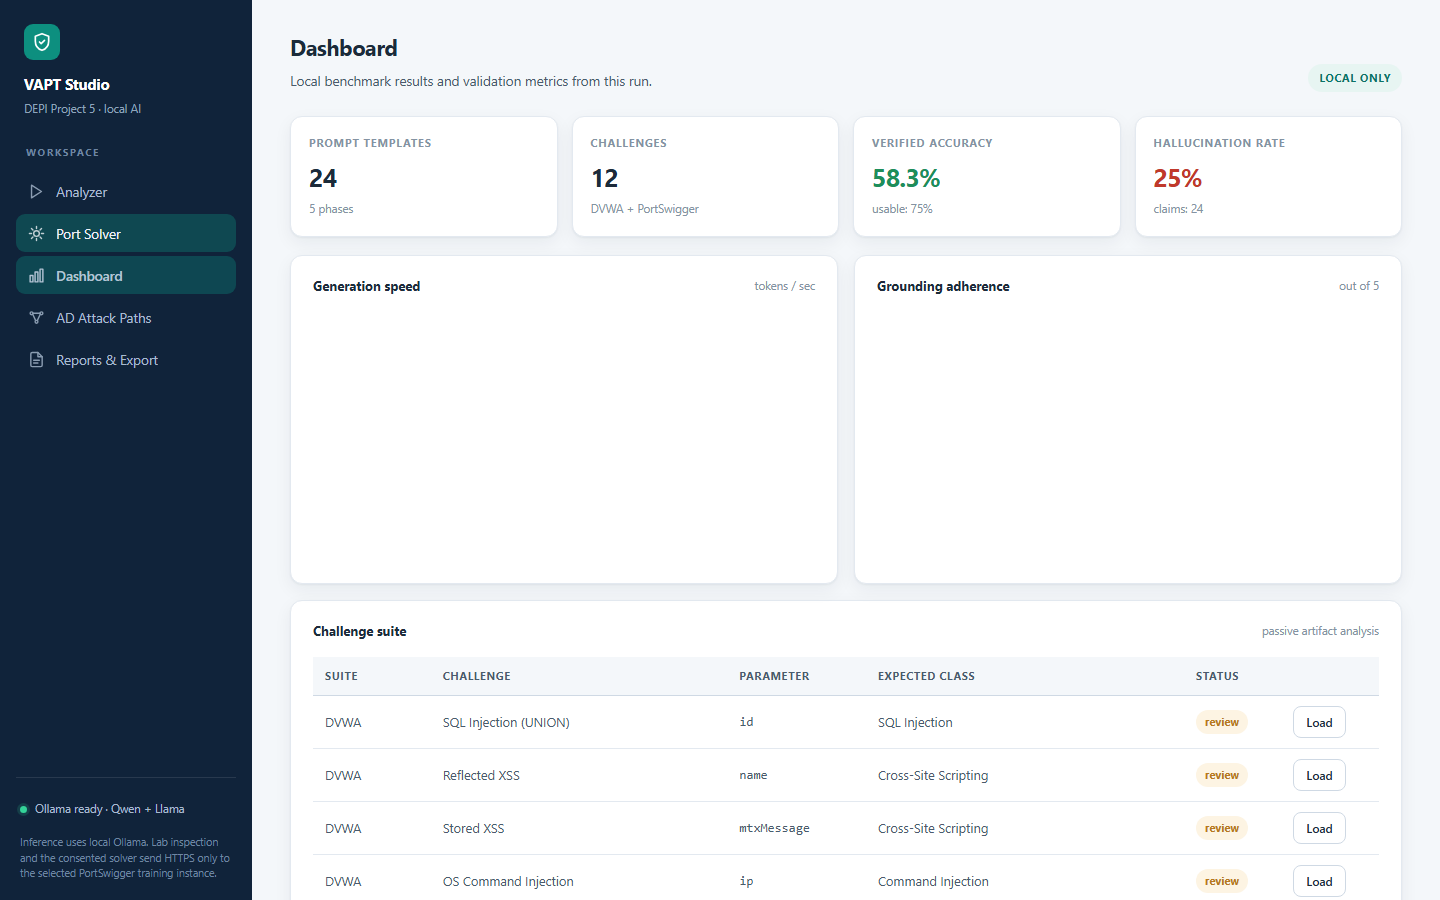 VAPT Studio
DEPI Project 5 · local AI
WORKSPACE
Analyzer
Port Solver
Dashboard
AD Attack Paths
Reports & Export
Ollama ready · Qwen + Llama
Inference uses local Ollama. Lab inspection
and the consented solver send HTTPS only to
the selected PortSwigger training instance.
Dashboard
Local benchmark results and validation metrics from this run.
LOCAL ONLY
PROMPT TEMPLATES
24
5 phases
CHALLENGES
12
DVWA + PortSwigger
VERIFIED ACCURACY
58.3%
usable: 75%
HALLUCINATION RATE
25%
claims: 24
Generation speed tokens / sec
Grounding adherence out of 5
Challenge suite passive artifact analysis
SUITE CHALLENGE PARAMETER EXPECTED CLASS STATUS
DVWA SQL Injection (UNION) id SQL Injection review Load
DVWA Reflected XSS name Cross-Site Scripting review Load
DVWA Stored XSS mtxMessage Cross-Site Scripting review Load
DVWA OS Command Injection ip Command Injection review Load